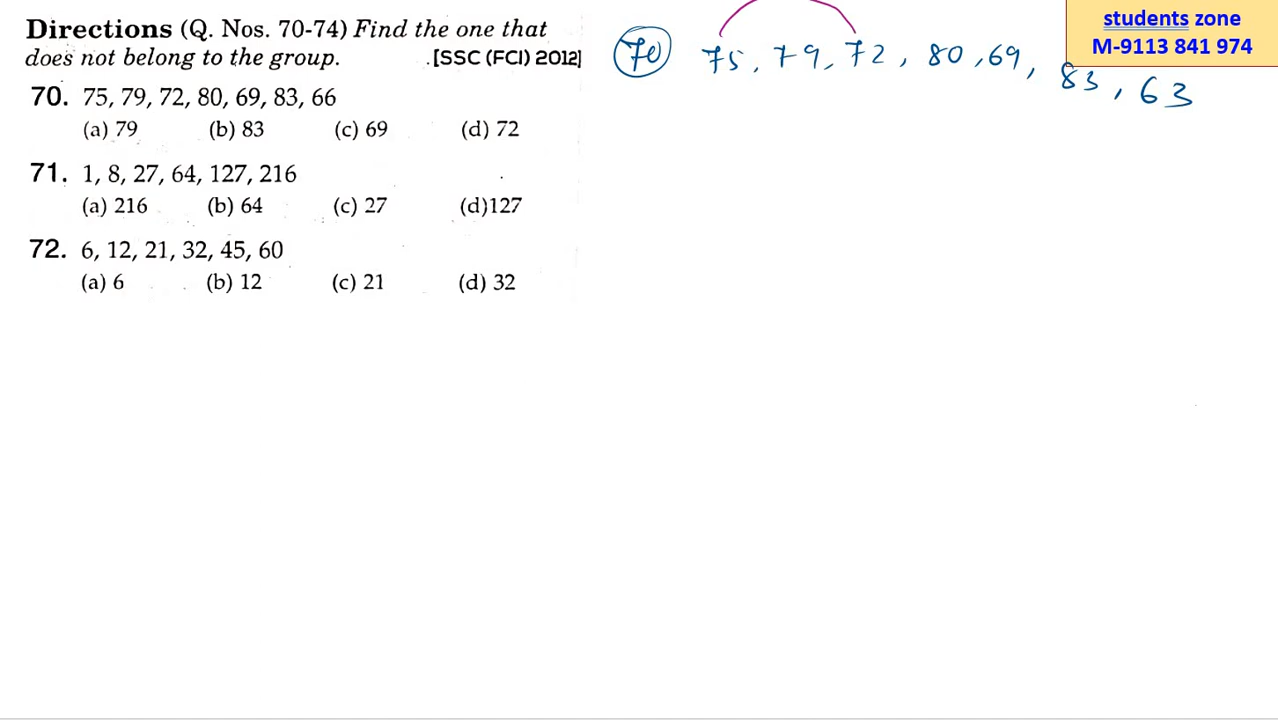 Directions (Q. Nos. 70-74) Find the one that
does not belong to the group. [SSC (FCI) 2012]
70. 75, 79, 72, 80, 69, 83, 66
(a) 79 (b) 83 (c) 69 (d) 72
71. 1, 8, 27, 64, 127, 216
(a) 216 (b) 64 (c) 27 (d)127
72. 6, 12, 21, 32, 45, 60
(a) 6 (b) 12 (c) 21 (d) 32
70 75, 79, 72, 80, 69, 83, 63
students zone
M-9113 841 974